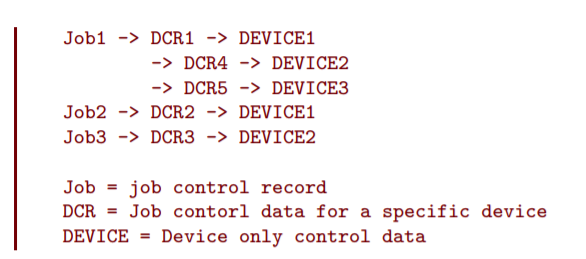 Job1 -> DCR1 -> DEVICE1
-> DCR4 -> DEVICE2
-> DCR5 -> DEVICE3
Job2 -> DCR2 -> DEVICE1
Job3 -> DCR3 -> DEVICE2
Job = job control record
DCR = Job contorl data for a specific device
DEVICE = Device only control data